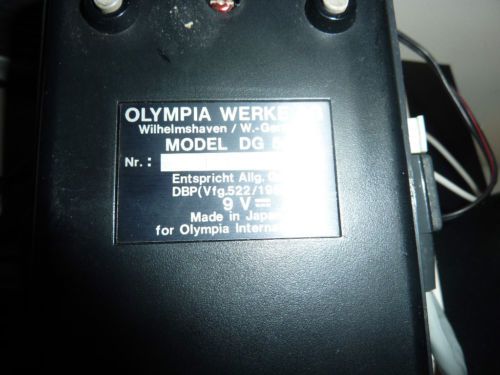 OLYMPIA WERKE
Wilhelmshaven / W.-Ge
MODEL DG
Nr. :
Entspricht Allg.
DBP(Vfg.522/19
9 V
Made in Japan
for Olympia Intern